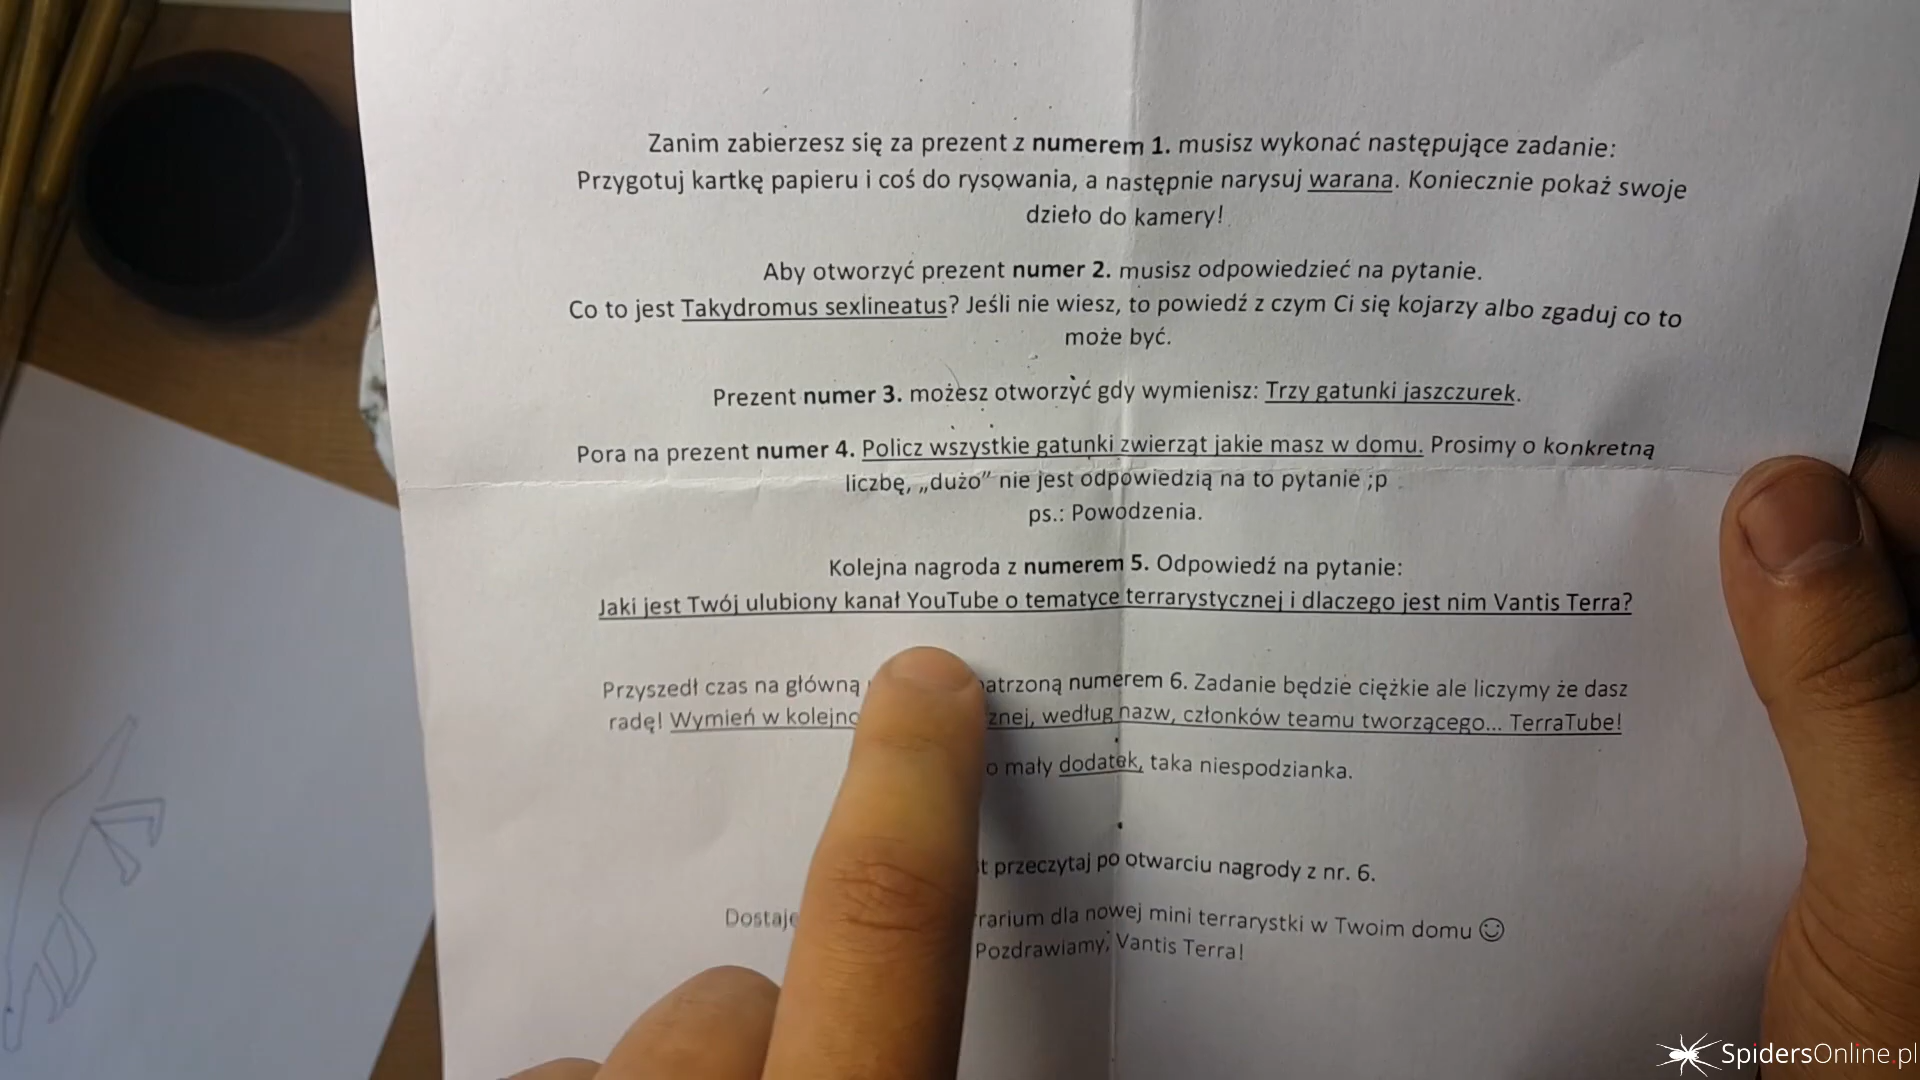 Zanim zabierzesz się za prezent z numerem 1. musisz wykonać następujące zadanie:
Przygotuj kartkę papieru i coś do rysowania, a następnie narysuj warana. Koniecznie pokaż swoje
dzieło do kamery!
Aby otworzyć prezent numer 2. musisz odpowiedzieć na pytanie.
Co to jest Takydromus sexlineatus? Jeśli nie wiesz, to powiedź z czym Ci się kojarzy albo zgaduj co to
może być.
Prezent numer 3. możesz otworzyć gdy wymienisz: Trzy gatunki jaszczurek.
Pora na prezent numer 4. Policz wszystkie gatunki zwierząt jakie masz w domu. Prosimy o konkretną
liczbę, „dużo” nie jest odpowiedzią na to pytanie ;p
ps.: Powodzenia.
Kolejna nagroda z numerem 5. Odpowiedź na pytanie:
Jaki jest Twój ulubiony kanał YouTube o tematyce terrarystycznej i dlaczego jest nim Vantis Terra?
Przyszedł czas na główną numerem 6. Zadanie będzie ciężkie ale liczymy że dasz
radę! Wymień w według nazw, członków teamu tworzącego... TerraTube!
mały dodatek, taka niespodzianka.
przeczytaj po otwarciu nagrody z nr. 6.
dla nowej mini terrarystki w Twoim domu ☺
Pozdrawiamy, Vantis Terra!
SpidersOnline.pl